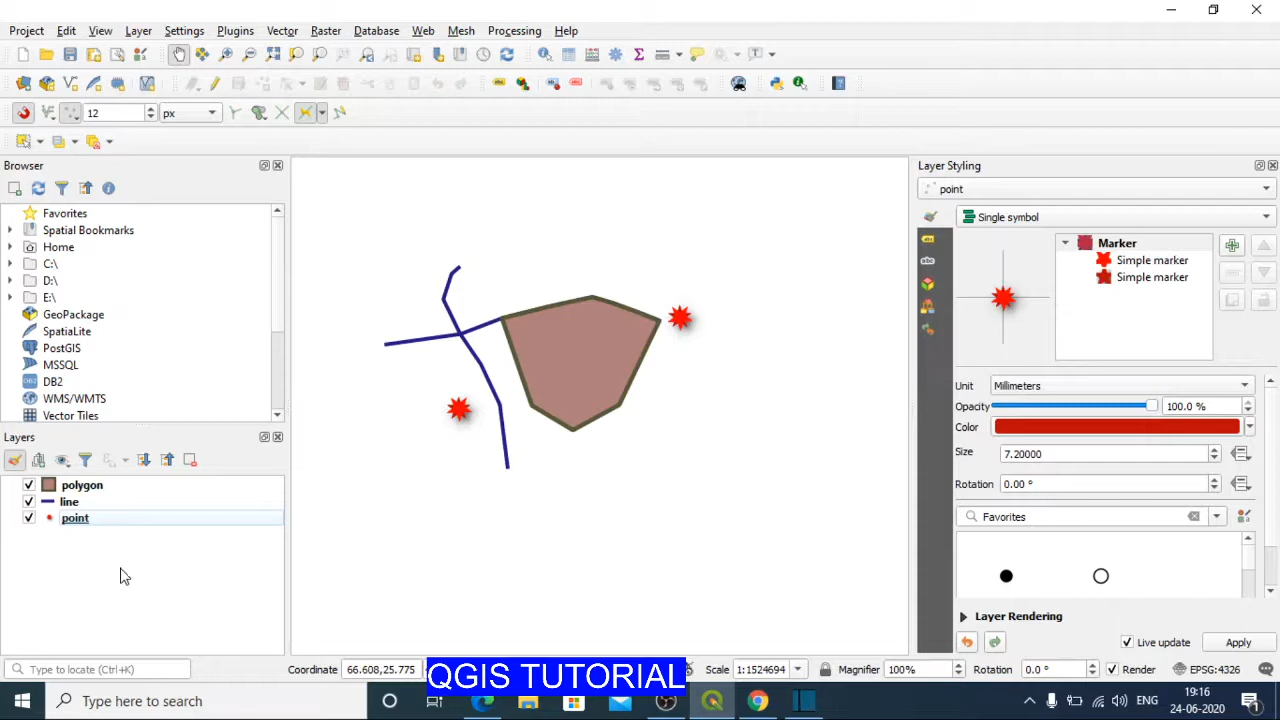 Project Edit View Layer Settings Plugins Vector Raster Database Web Mesh Processing Help
12 px
Browser
Favorites
Spatial Bookmarks
Home
C:\
D:\
E:\
GeoPackage
SpatiaLite
PostGIS
MSSQL
DB2
WMS/WMTS
Vector Tiles
Layers
polygon
line
point
Layer Styling
point
Single symbol
Marker
Simple marker
Simple marker
Unit Millimeters
Opacity 100.0 %
Color
Size 7.20000
Rotation 0.00 °
Favorites
Layer Rendering
Live update Apply
Type to locate (Ctrl+K) Coordinate 66.608,25.775 Scale 1:1524694 Magnifier 100% Rotation 0.0 ° Render EPSG:4326
QGIS TUTORIAL
Type here to search ENG 19:16
24-06-2020